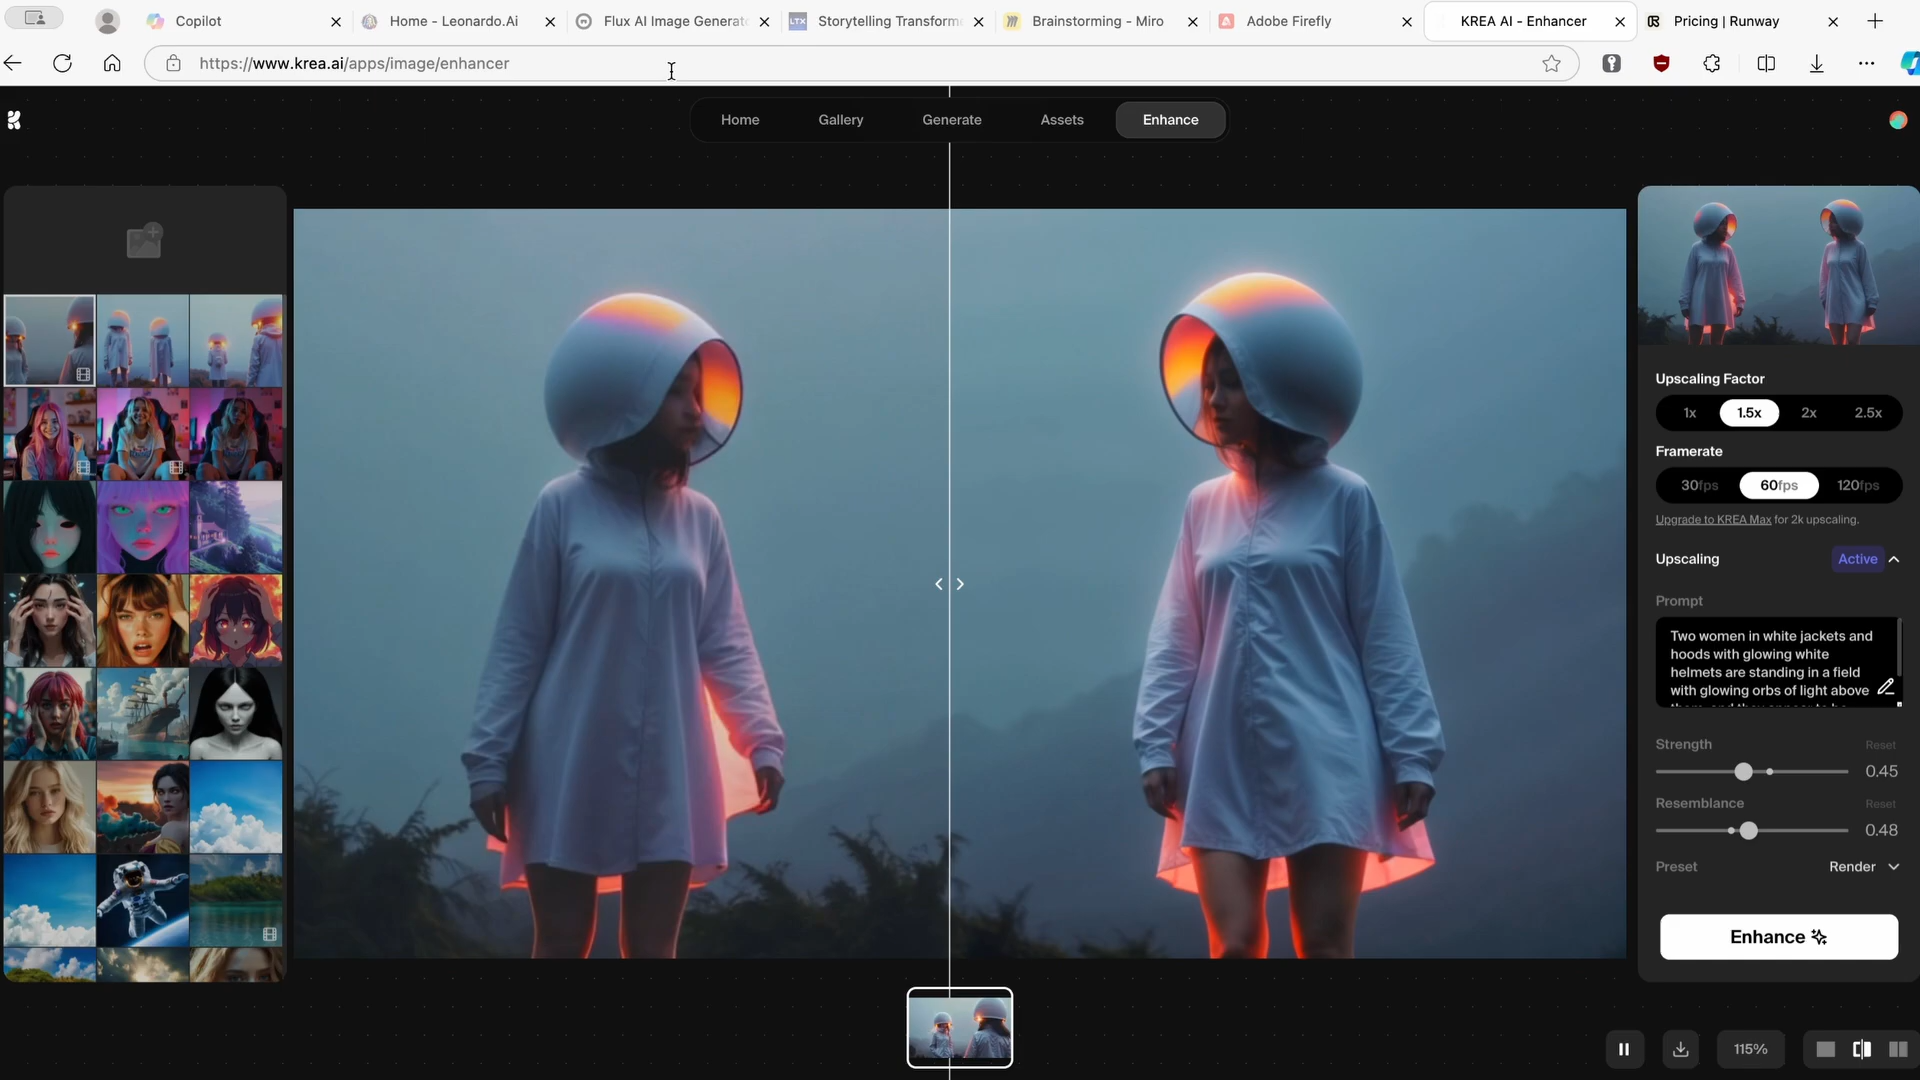 Copilot
Home - Leonardo.Ai
Flux AI Image Generato
LTX
Storytelling Transform
Brainstorming - Miro
Adobe Firefly
KREA AI - Enhancer
Pricing | Runway
https://www.krea.ai/apps/image/enhancer
Home
Gallery
Generate
Assets
Enhance
Upscaling Factor
1x
1.5x
2x
2.5x
Framerate
30fps
60fps
120fps
Upgrade to KREA Max for 2k upscaling.
Upscaling
Active
Prompt
Two women in white jackets and
hoods with glowing white
helmets are standing in a field
with glowing orbs of light above
Strength
Reset
0.45
Resemblance
Reset
0.48
Preset
Render
Enhance
115%